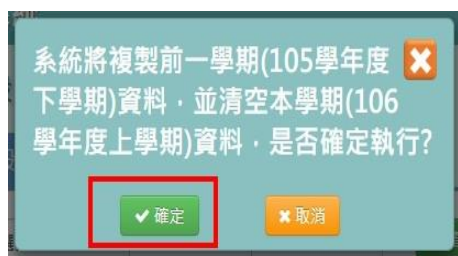 系統將複製前一學期(105學年度
下學期)資料，並清空本學期(106
學年度上學期)資料，是否確定執行?
確定
取消